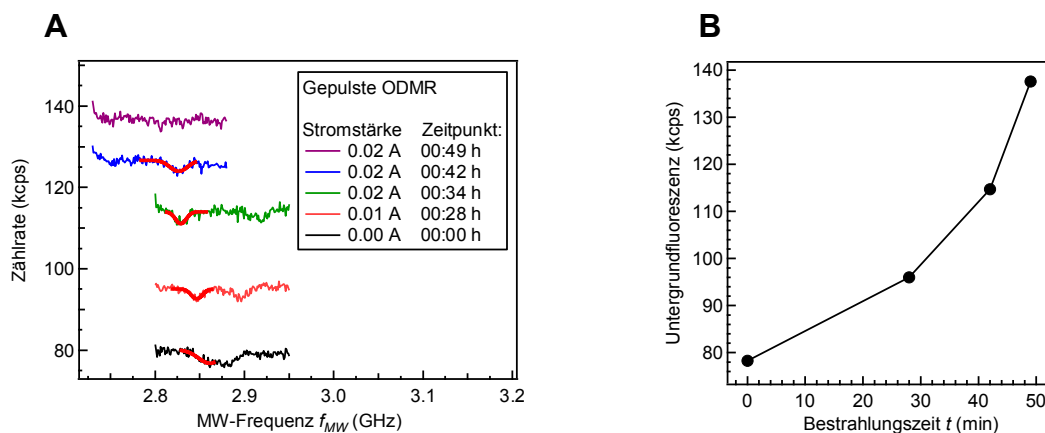 A
Zählrate (kcps)
140
120
100
80
Gepulste ODMR
Stromstärke Zeitpunkt:
0.02 A 00:49 h
0.02 A 00:42 h
0.02 A 00:34 h
0.01 A 00:28 h
0.00 A 00:00 h
2.8 2.9 3.0 3.1 3.2
MW-Frequenz fMW (GHz)
B
Untergrundfluoreszenz (kcps)
140
130
120
110
100
90
80
0 10 20 30 40 50
Bestrahlungszeit t (min)